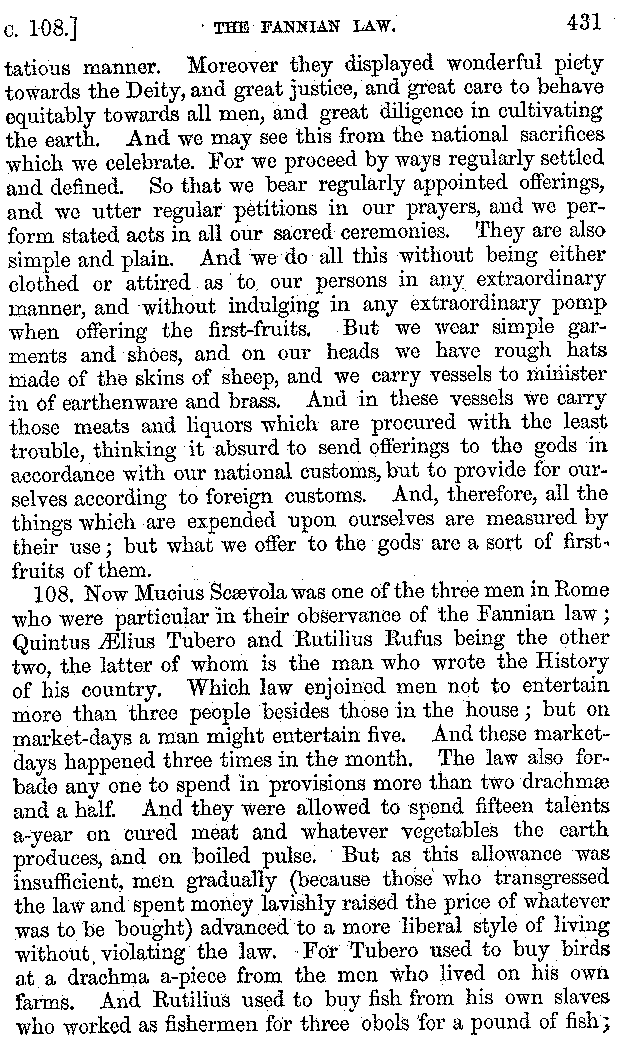 c. 108.] THE FANNIAN LAW. 431
tatious manner. Moreover they displayed wonderful piety
towards the Deity, and great justice, and great care to behave
equitably towards all men, and great diligence in cultivating
the earth. And we may see this from the national sacrifices
which we celebrate. For we proceed by ways regularly settled
and defined. So that we bear regularly appointed offerings,
and we utter regular petitions in our prayers, and we per-
form stated acts in all our sacred ceremonies. They are also
simple and plain. And we do all this without being either
clothed or attired as to our persons in any extraordinary
manner, and without indulging in any extraordinary pomp
when offering the first-fruits. But we wear simple gar-
ments and shoes, and on our heads we have rough hats
made of the skins of sheep, and we carry vessels to minister
in of earthenware and brass. And in these vessels we carry
those meats and liquors which are procured with the least
trouble, thinking it absurd to send offerings to the gods in
accordance with our national customs, but to provide for our-
selves according to foreign customs. And, therefore, all the
things which are expended upon ourselves are measured by
their use; but what we offer to the gods are a sort of first-
fruits of them.
108. Now Mucius Scævola was one of the three men in Rome
who were particular in their observance of the Fannian law;
Quintus Ælius Tubero and Rutilius Rufus being the other
two, the latter of whom is the man who wrote the History
of his country. Which law enjoined men not to entertain
more than three people besides those in the house; but on
market-days a man might entertain five. And these market-
days happened three times in the month. The law also for-
bade any one to spend in provisions more than two drachmæ
and a half. And they were allowed to spend fifteen talents
a-year on cured meat and whatever vegetables the earth
produces, and on boiled pulse. But as this allowance was
insufficient, men gradually (because those who transgressed
the law and spent money lavishly raised the price of whatever
was to be bought) advanced to a more liberal style of living
without violating the law. For Tubero used to buy birds
at a drachma a-piece from the men who lived on his own
farms. And Rutilius used to buy fish from his own slaves
who worked as fishermen for three obols for a pound of fish;